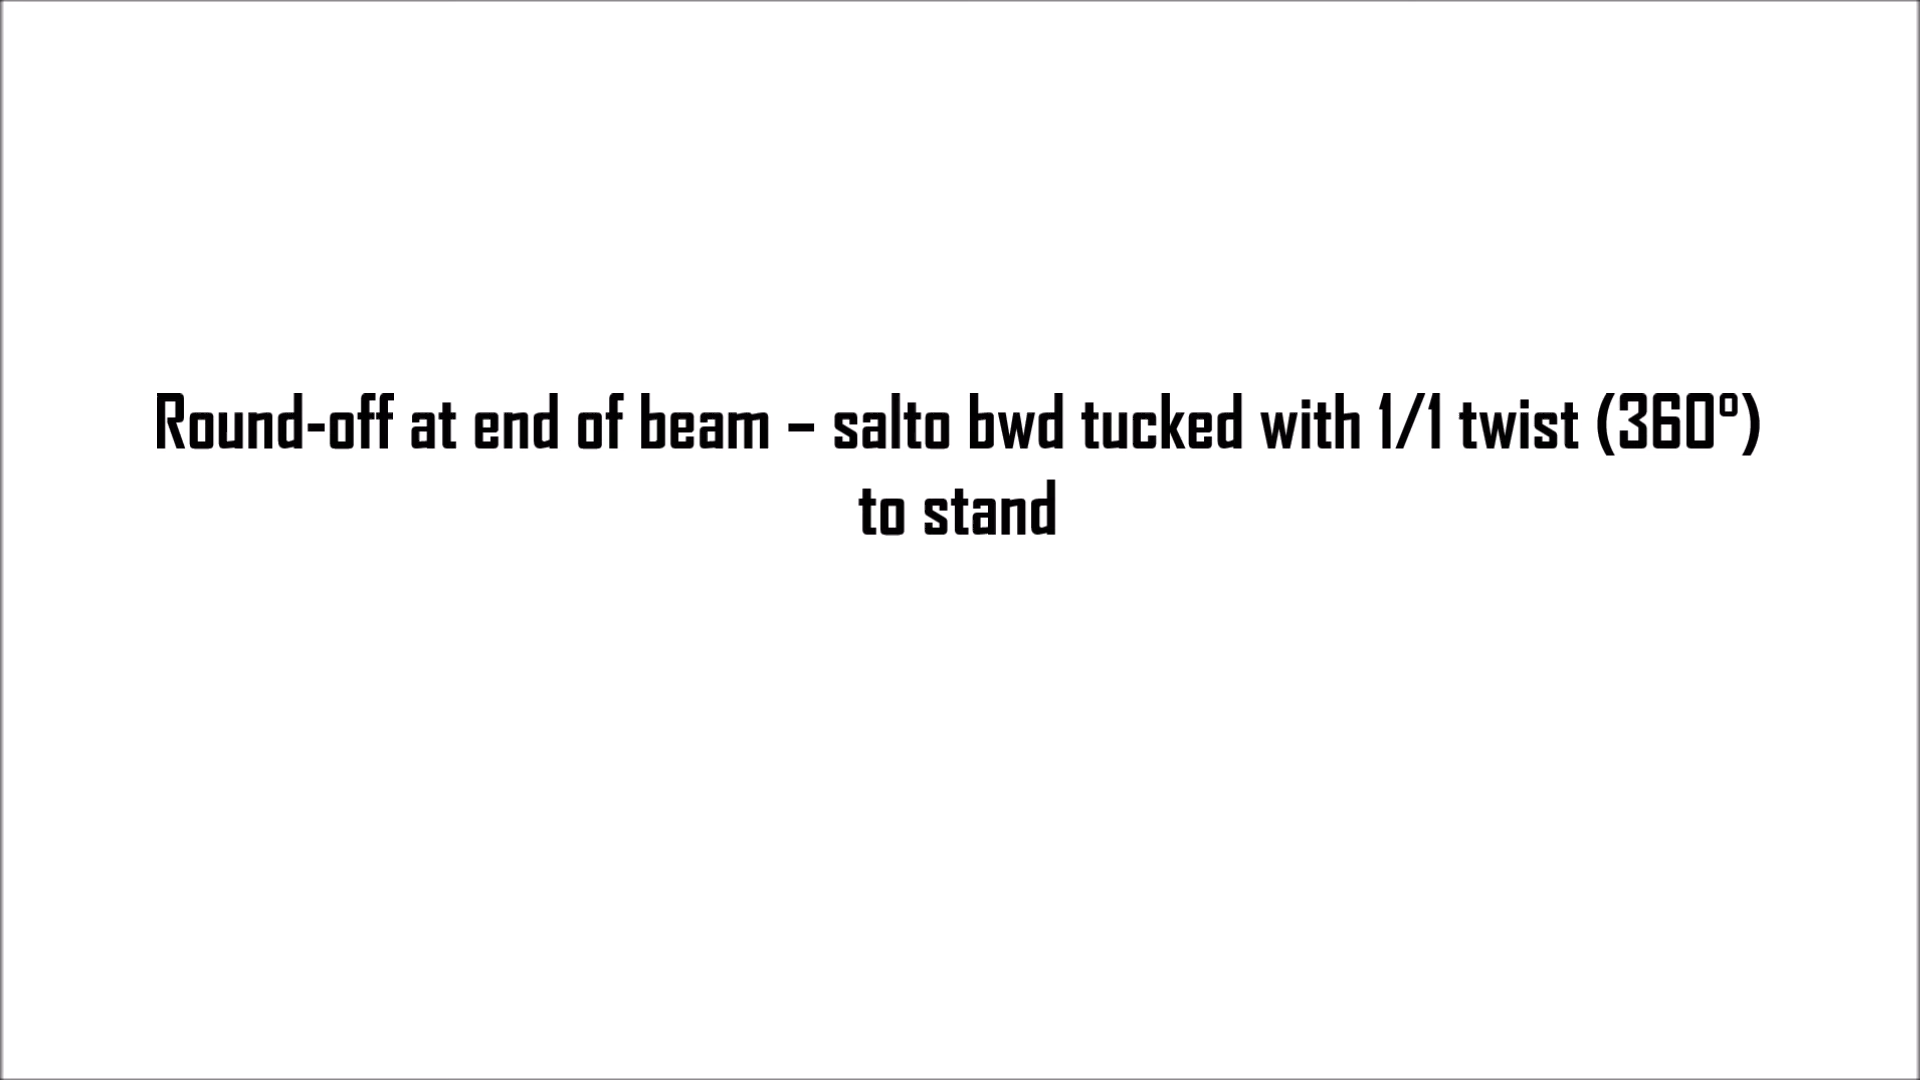 Round-off at end of beam – salto bwd tucked with 1/1 twist (360°)
to stand